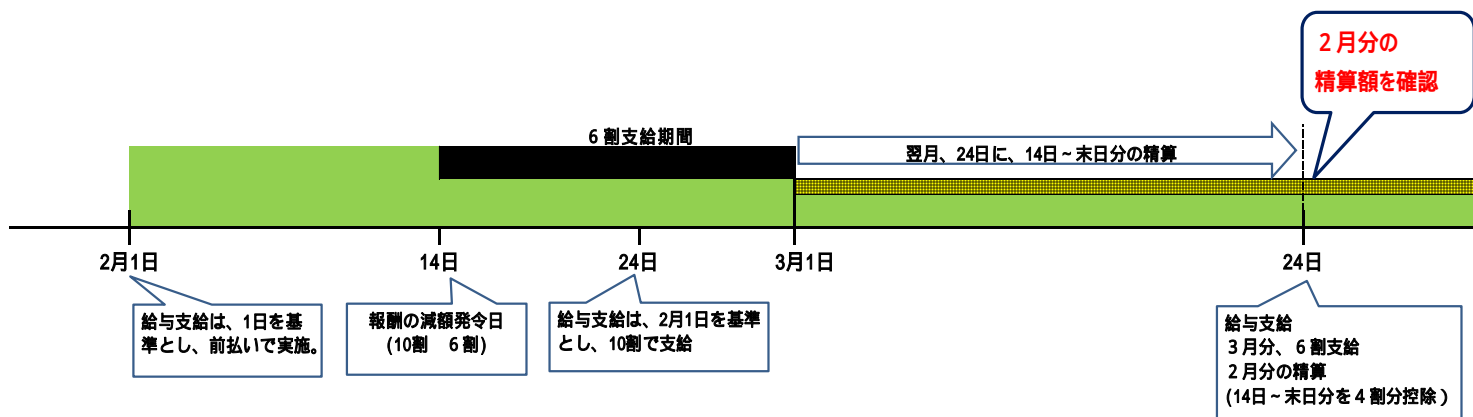 ２月分の
精算額を確認
６割支給期間
翌月、24日に、14日～末日分の精算
2月1日
14日
24日
3月1日
24日
給与支給は、1日を基
準とし、前払いで実施。
報酬の減額発令日
(10割　６割)
給与支給は、2月1日を基準
とし、10割で支給
給与支給
３月分、６割支給
２月分の精算
(14日～末日分を４割分控除）